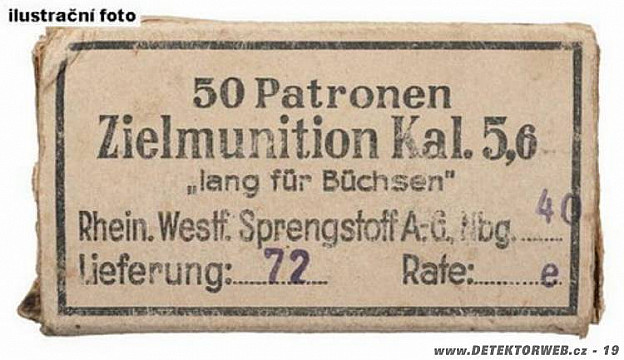 ilustrační foto
50 Patronen
Zielmunition Kal. 5,6
„lang für Büchsen"
Rhein. Westf. Sprengstoff A.-G., Nbg. 40
Lieferung: 72 Rate: e
www.DETEKTORWEB.cz - 19